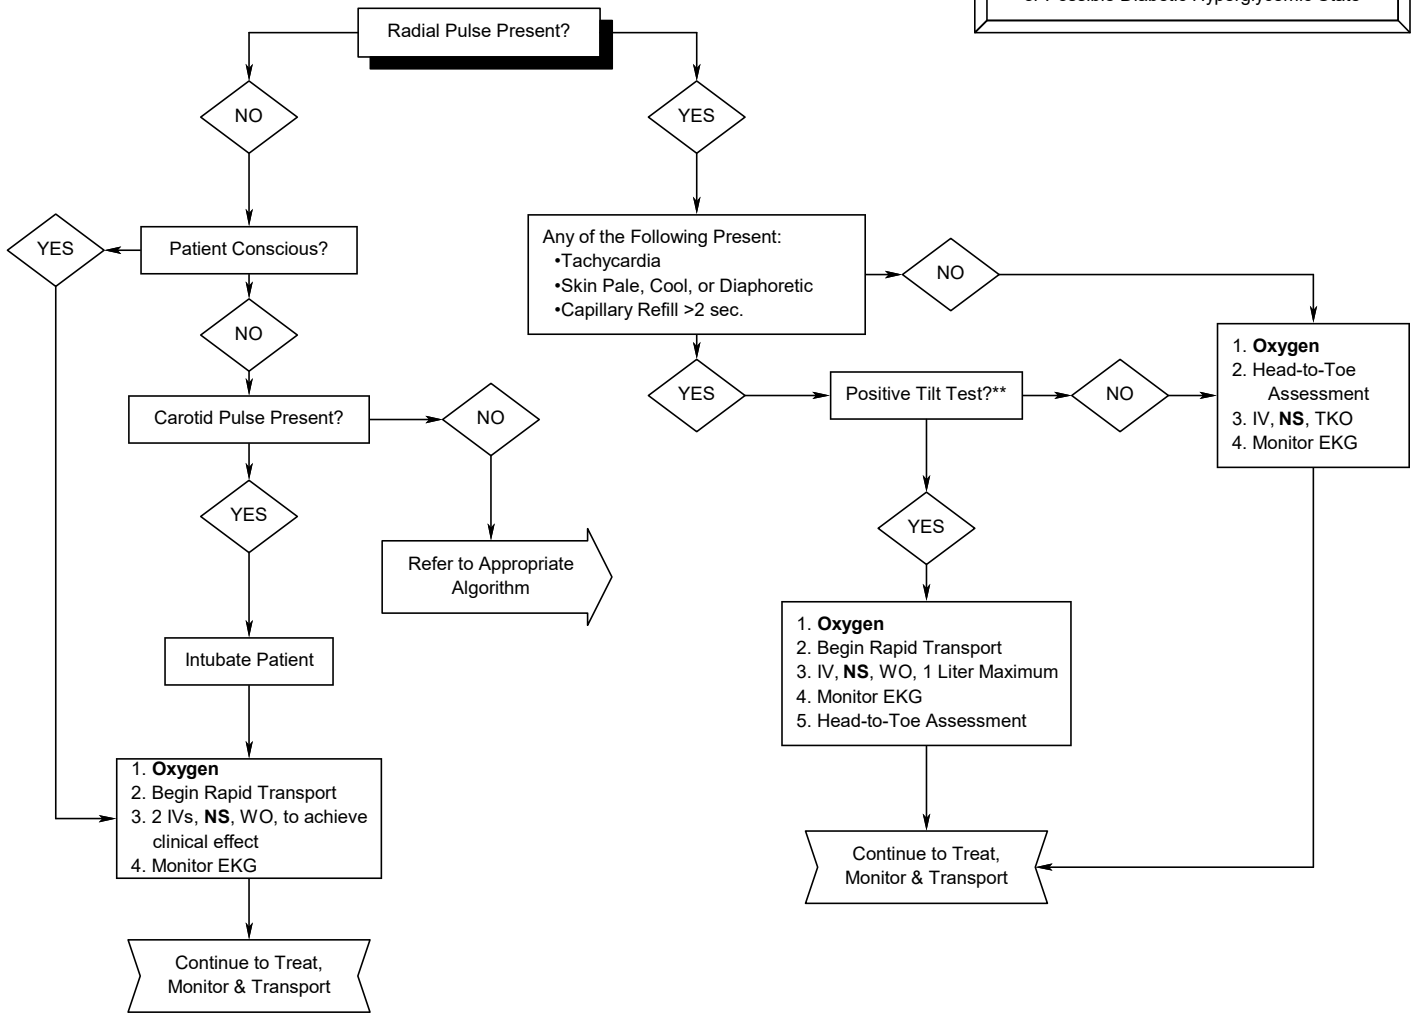 or Possible Diabetic Hyperglycemic State
Radial Pulse Present?
NO
YES
YES
Patient Conscious?
Any of the Following Present:
•Tachycardia
•Skin Pale, Cool, or Diaphoretic
•Capillary Refill >2 sec.
NO
NO
1. Oxygen
2. Head-to-Toe
Assessment
3. IV, NS, TKO
4. Monitor EKG
YES
Positive Tilt Test?**
NO
Carotid Pulse Present?
NO
YES
YES
Refer to Appropriate
Algorithm
1. Oxygen
2. Begin Rapid Transport
3. IV, NS, WO, 1 Liter Maximum
4. Monitor EKG
5. Head-to-Toe Assessment
Intubate Patient
1. Oxygen
2. Begin Rapid Transport
3. 2 IVs, NS, WO, to achieve
clinical effect
4. Monitor EKG
Continue to Treat,
Monitor & Transport
Continue to Treat,
Monitor & Transport